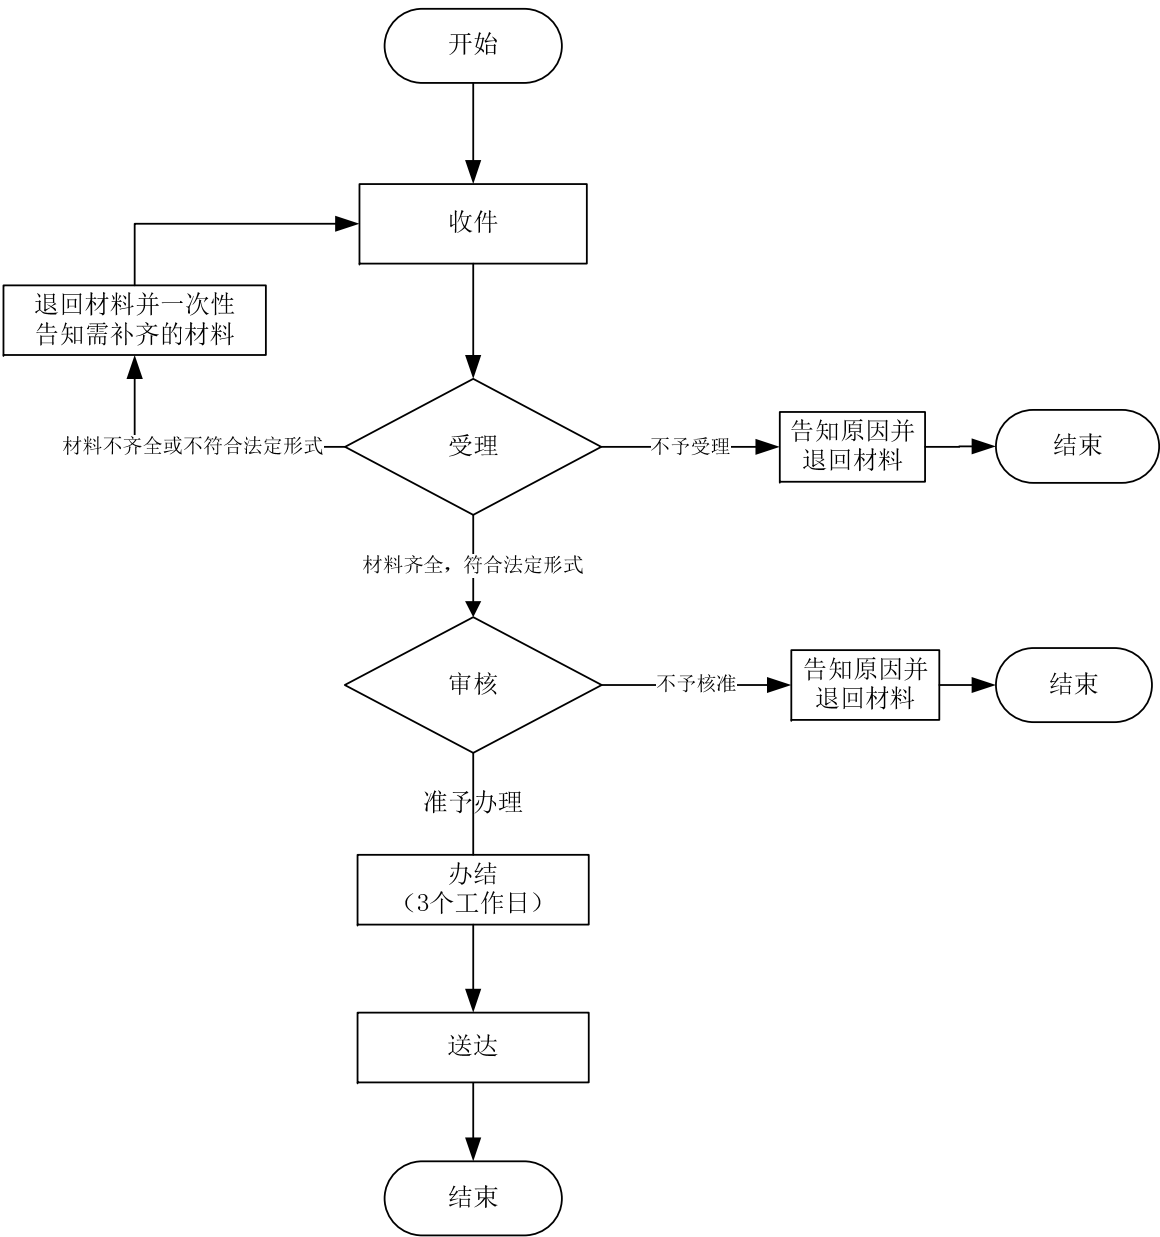 开始
收件
退回材料并一次性
告知需补齐的材料
材料不齐全或不符合法定形式
受理
不予受理
告知原因并
退回材料
结束
材料齐全，符合法定形式
审核
不予核准
告知原因并
退回材料
结束
准予办理
办结
（3个工作日）
送达
结束